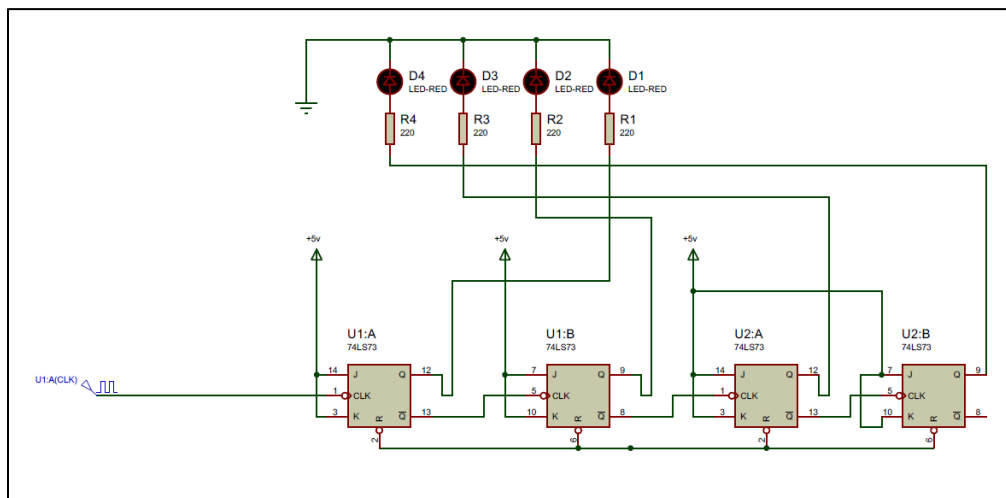 D4
LED-RED
D3
LED-RED
D2
LED-RED
D1
LED-RED
R4
220
R3
220
R2
220
R1
220
+5v
+5v
+5v
U1:A
74LS73
U1:B
74LS73
U2:A
74LS73
U2:B
74LS73
U1:A(CLK)
14 J Q 12
1 CLK
3 K Q 13
R
2
7 J Q 9
5 CLK
10 K Q 8
R
6
14 J Q 12
1 CLK
3 K Q 13
R
2
7 J Q 9
5 CLK
10 K Q 8
R
6